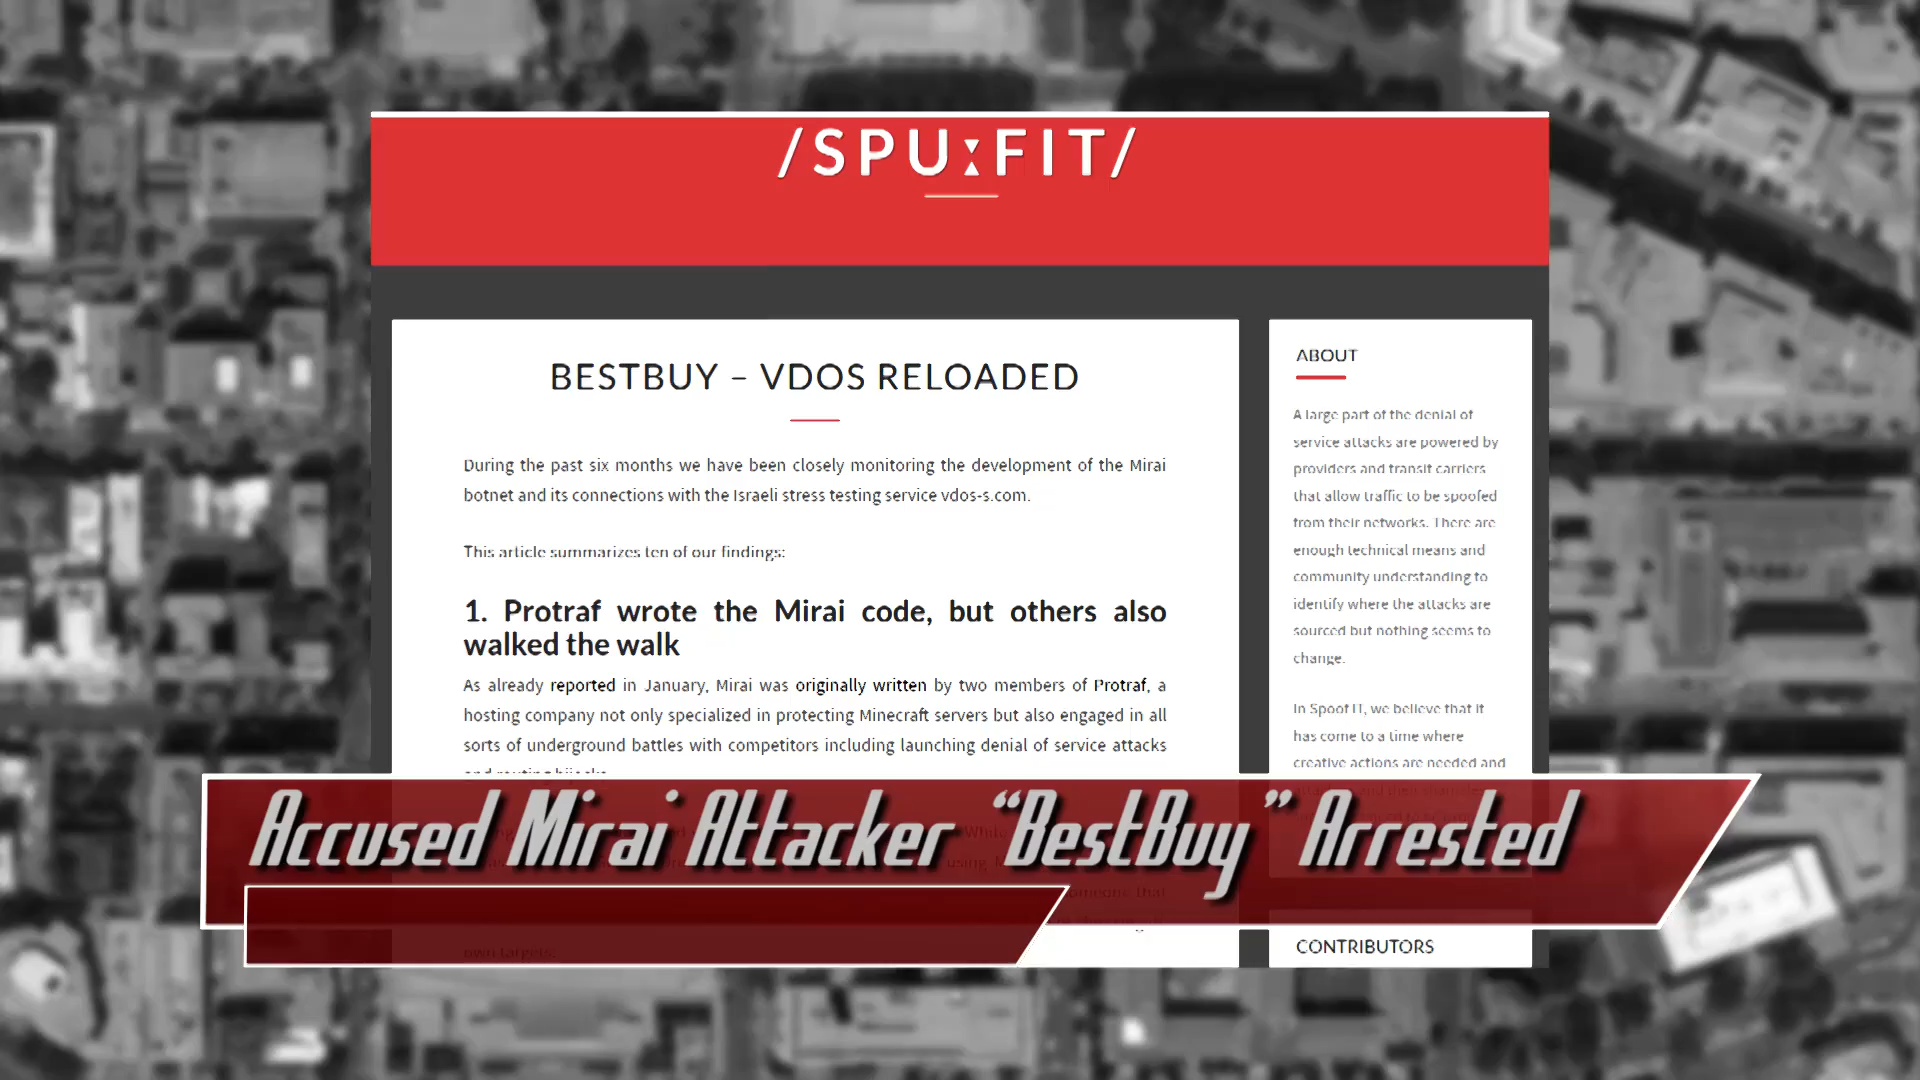 /SPU:FIT/
BESTBUY – VDOS RELOADED
During the past six months we have been closely monitoring the development of the Mirai
botnet and its connections with the Israeli stress testing service vdos-s.com.
This article summarizes ten of our findings:
1. Protraf wrote the Mirai code, but others also
walked the walk
As already reported in January, Mirai was originally written by two members of Protraf, a
hosting company not only specialized in protecting Minecraft servers but also engaged in all
sorts of underground battles with competitors including launching denial of service attacks
and routing hijacks.
own targets.
ABOUT
A large part of the denial of
service attacks are powered by
providers and transit carriers
that allow traffic to be spoofed
from their networks. There are
enough technical means and
community understanding to
identify where the attacks are
sourced but nothing seems to
change.
In SpoofIT, we believe that it
has come to a time where
creative actions are needed and
CONTRIBUTORS
Accused Mirai Attacker “BestBuy” Arrested